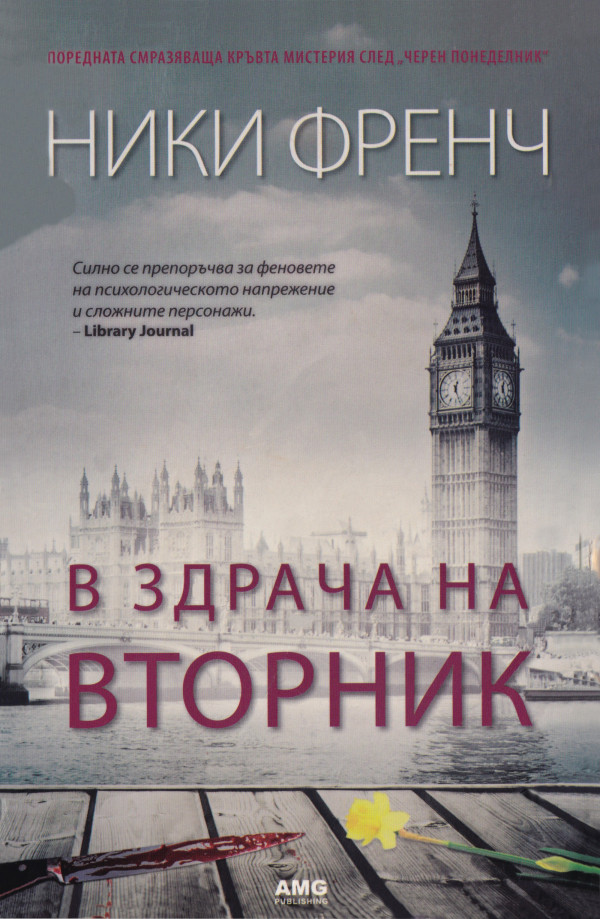 ПОРЕДНАТА СМРАЗЯВАЩА КРЪВТА МИСТЕРИЯ СЛЕД „ЧЕРЕН ПОНЕДЕЛНИК“
НИКИ ФРЕНЧ
Силно се препоръчва за феновете
на психологическото напрежение
и сложните персонажи.
– Library Journal
В ЗДРАЧА НА
ВТОРНИК
AMG
PUBLISHING